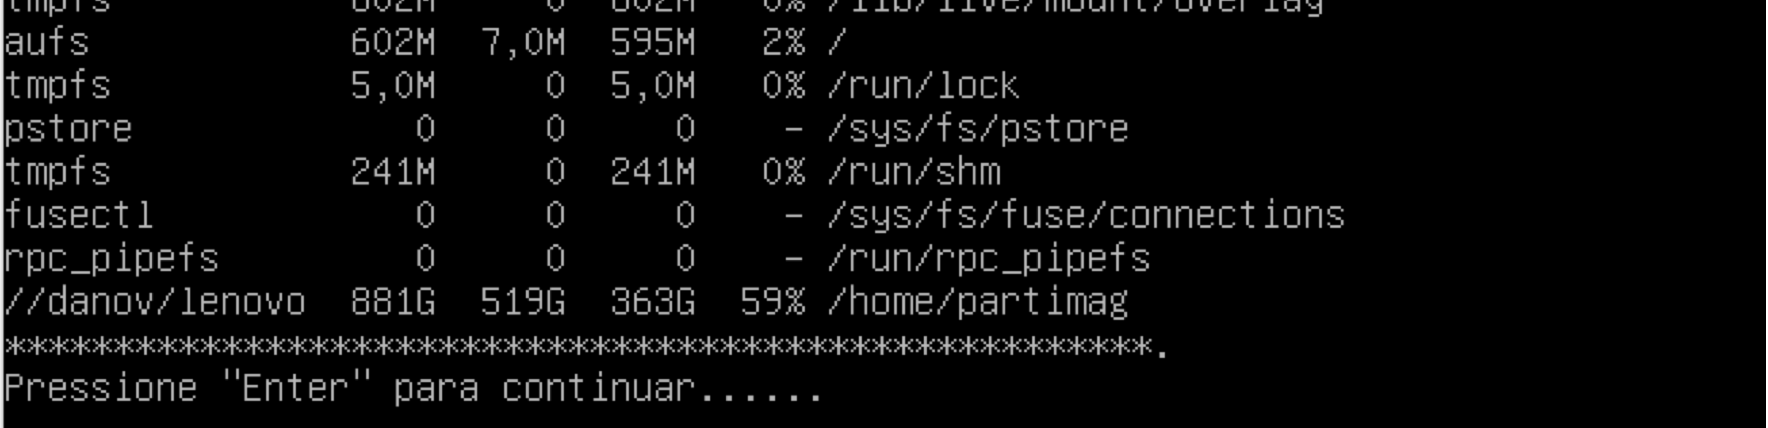 tmpfs 602M 0 602M 0% /lib/live/mount/overlay
aufs 602M 7,0M 595M 2% /
tmpfs 5,0M 0 5,0M 0% /run/lock
pstore 0 0 0 - /sys/fs/pstore
tmpfs 241M 0 241M 0% /run/shm
fusectl 0 0 0 - /sys/fs/fuse/connections
rpc_pipefs 0 0 0 - /run/rpc_pipefs
//danov/lenovo 881G 519G 363G 59% /home/partimag
*****************************************************.
Pressione "Enter" para continuar......